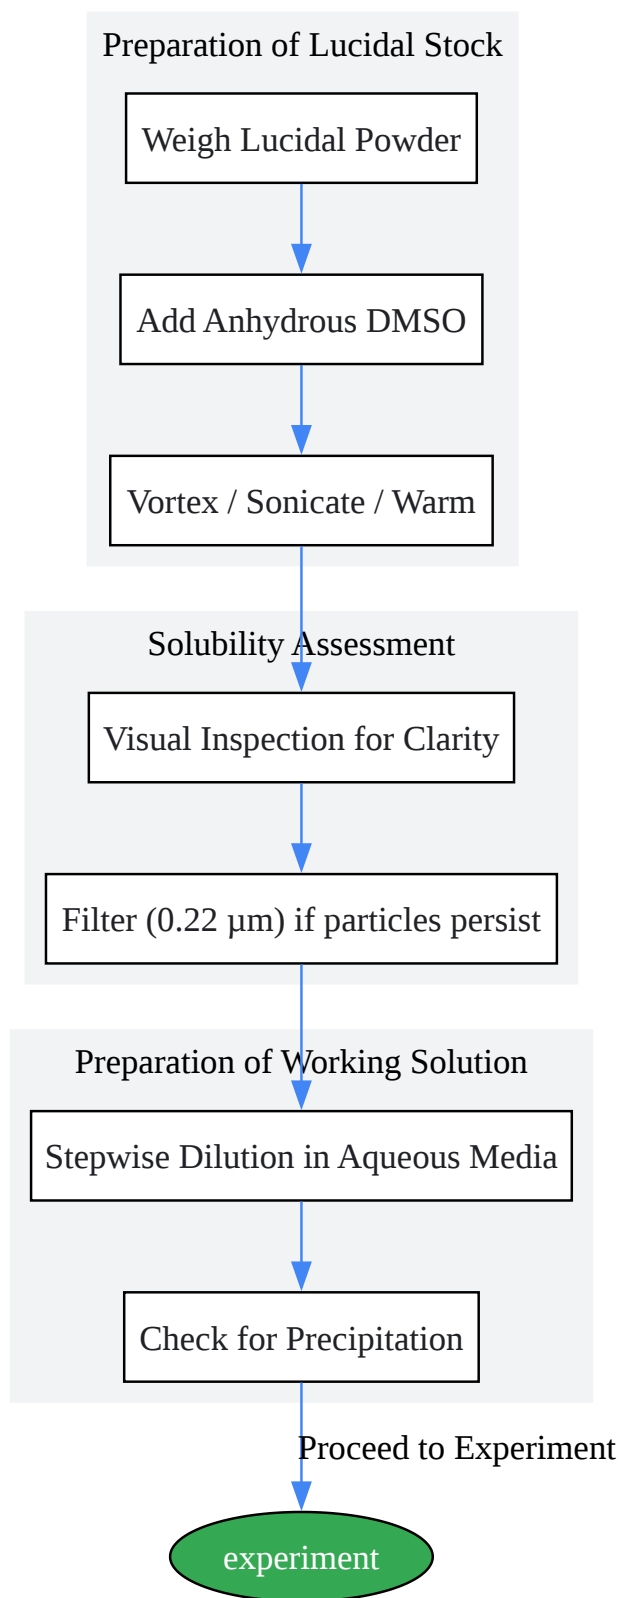 Preparation of Lucidal Stock
Weigh Lucidal Powder
Add Anhydrous DMSO
Vortex / Sonicate / Warm
Solubility Assessment
Visual Inspection for Clarity
Filter (0.22 µm) if particles persist
Preparation of Working Solution
Stepwise Dilution in Aqueous Media
Check for Precipitation
Proceed to Experiment
experiment